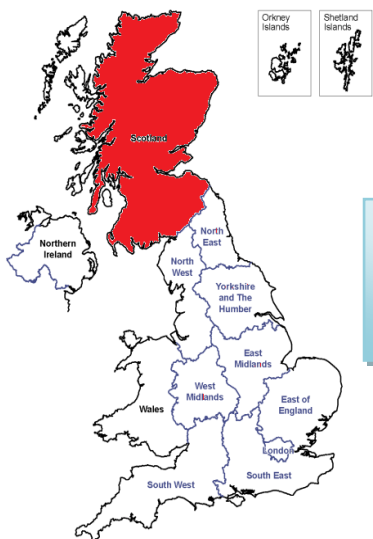 Orkney
Islands
Shetland
Islands
Scotland
Northern
Ireland
North
East
North
West
Yorkshire
and The
Humber
East
Midlands
West
Midlands
Wales
East of
England
London
South West
South East